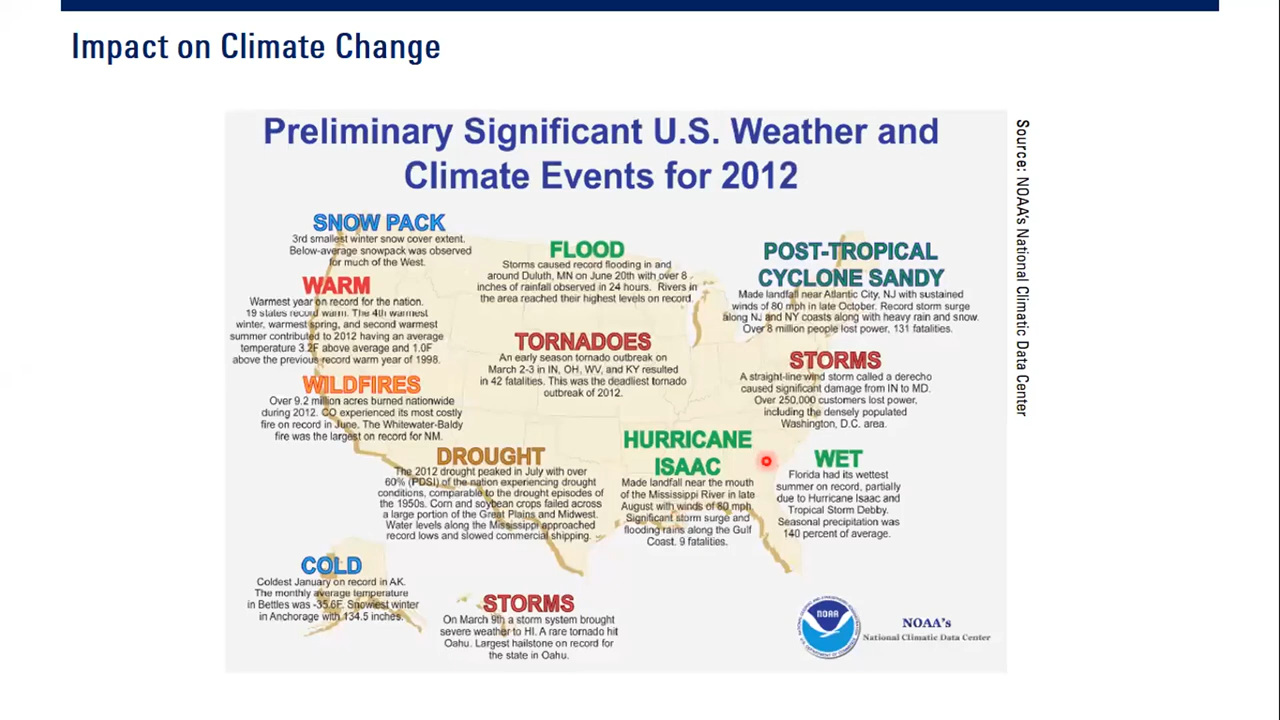 Impact on Climate Change
Preliminary Significant U.S. Weather and
Climate Events for 2012
SNOW PACK
3rd smallest winter snow cover extent.
Below-average snowpack was observed
for much of the West.
WARM
Warmest year on record for the nation.
19 states record warm. The 4th warmest
winter, warmest spring, and second warmest
summer contributed to 2012 having an average
temperature 3.2F above average and 1.0F
above the previous record warm year of 1998.
WILDFIRES
Over 9.2 million acres burned nationwide
during 2012. CO experienced its most costly
fire on record in June. The Whitewater-Baldy
fire was the largest on record for NM.
FLOOD
Storms caused record flooding in and
around Duluth, MN on June 20th with over 8
inches of rainfall observed in 24 hours. Rivers in
the area reached their highest levels on record.
TORNADOES
An early season tornado outbreak on
March 2-3 in IN, OH, WV, and KY resulted
in 42 fatalities. This was the deadliest tornado
outbreak of 2012.
POST-TROPICAL
CYCLONE SANDY
Made landfall near Atlantic City, NJ with sustained
winds of 80 mph in late October. Record storm surge
along NJ and NY coasts along with heavy rain and snow.
Over 8 million people lost power, 131 fatalities.
STORMS
A straight-line wind storm called a derecho
caused significant damage from IN to MD.
Over 250,000 customers lost power,
including the densely populated
Washington, D.C. area.
DROUGHT
The 2012 drought peaked in July with over
60% (PDSI) of the nation experiencing drought
conditions, comparable to the drought episodes of
the 1950s. Corn and soybean crops failed across
a large portion of the Great Plains and Midwest.
Water levels along the Mississippi approached
record lows and slowed commercial shipping.
HURRICANE
ISAAC
Made landfall near the mouth
of the Mississippi River in late
August with winds of 80 mph.
Significant storm surge and
flooding rains along the Gulf
Coast. 9 fatalities.
WET
Florida had its wettest
summer on record, partially
due to Hurricane Isaac and
Tropical Storm Debby.
Seasonal precipitation was
140 percent of average.
COLD
Coldest January on record in AK.
The monthly average temperature
in Bettles was -35.6F. Snowiest winter
in Anchorage with 134.5 inches.
STORMS
On March 9th a storm system brought
severe weather to HI. A rare tornado hit
Oahu. Largest hailstone on record for
the state in Oahu.
NOAA
NOAA's
National Climatic Data Center
Source: NOAA's National Climatic Data Center